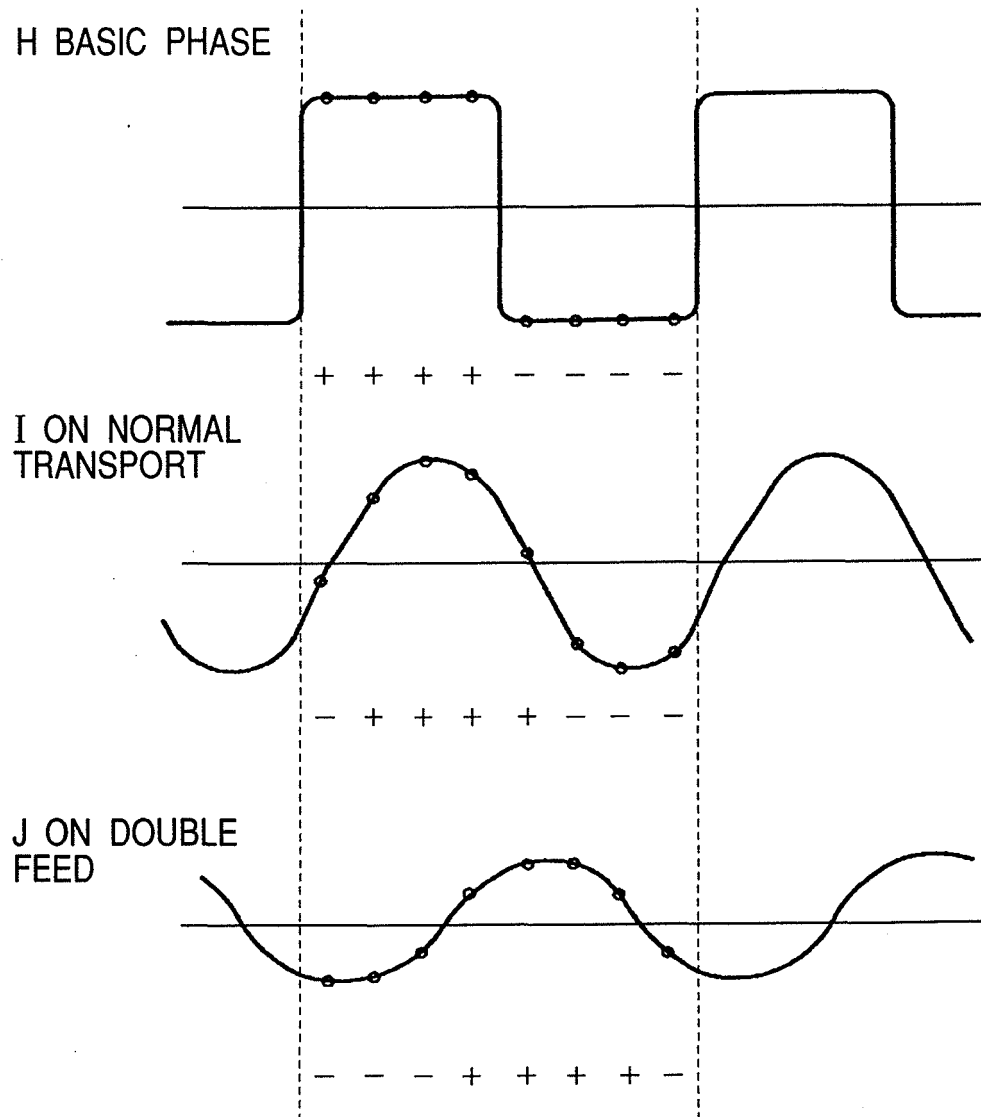 H BASIC PHASE
+ + + + − − − −
I ON NORMAL
TRANSPORT
− + + + + − − −
J ON DOUBLE
FEED
− − − + + + + −